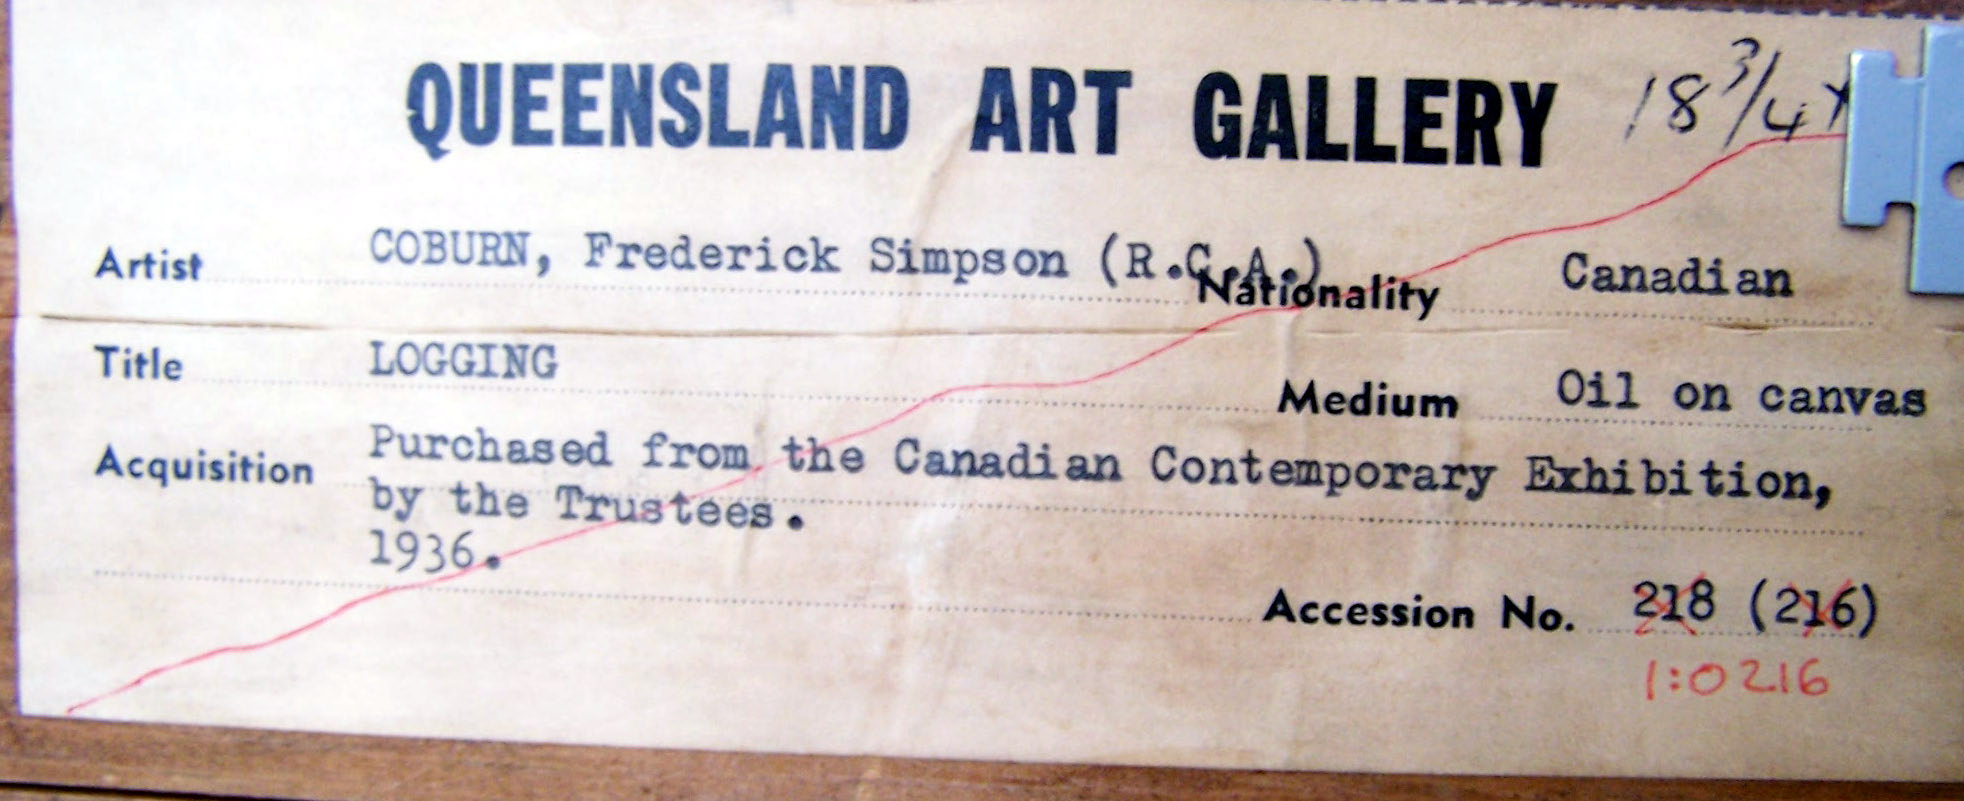 QUEENSLAND ART GALLERY 18 3/4 x
Artist COBURN, Frederick Simpson (R.C.A.) Nationality Canadian
Title LOGGING Medium Oil on canvas
Acquisition Purchased from the Canadian Contemporary Exhibition,
by the Trustees.
1936.
Accession No. 218 (216)
1:0216